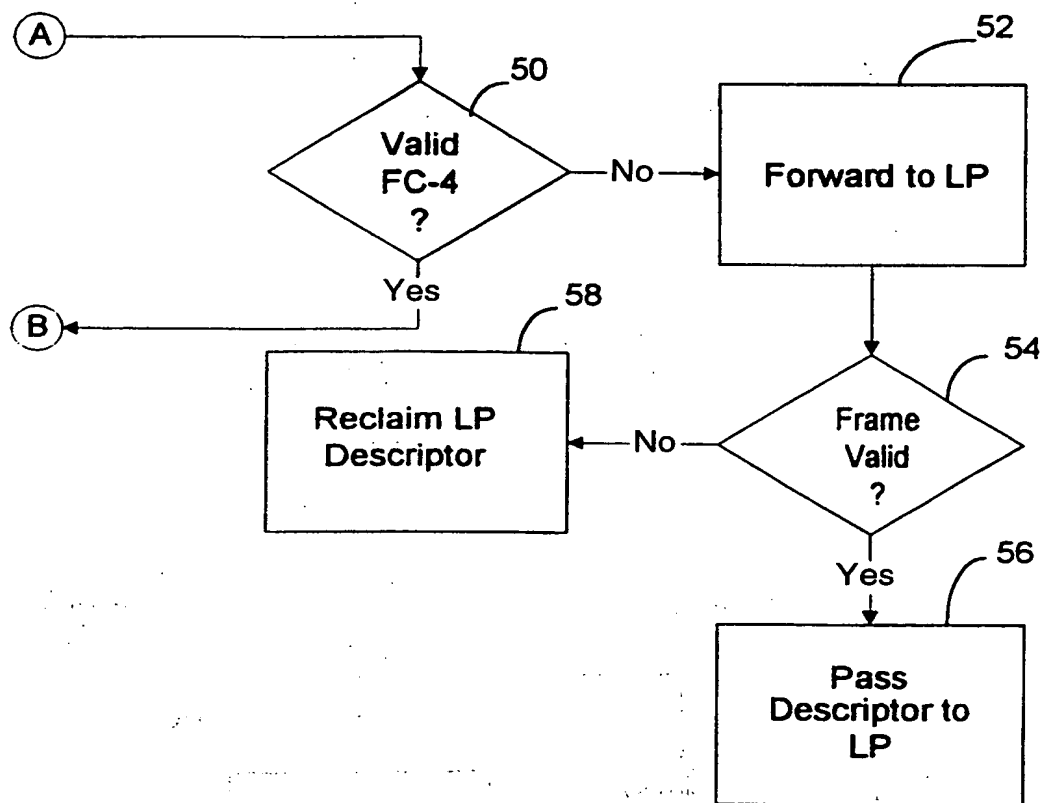 A
50
52
Valid
FC-4
?
No
Forward to LP
Yes
B
58
54
Reclaim LP
Descriptor
No
Frame
Valid
?
Yes
56
Pass
Descriptor to
LP